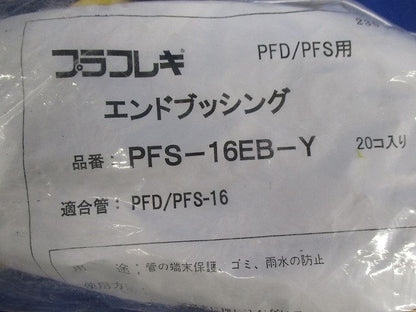 プラフレキ PFD/PFS用
エンドブッシング
品番： PFS-16EB-Y 20コ入り
適合管： PFD/PFS-16
用 途；管の端末保護、ゴミ、雨水の防止